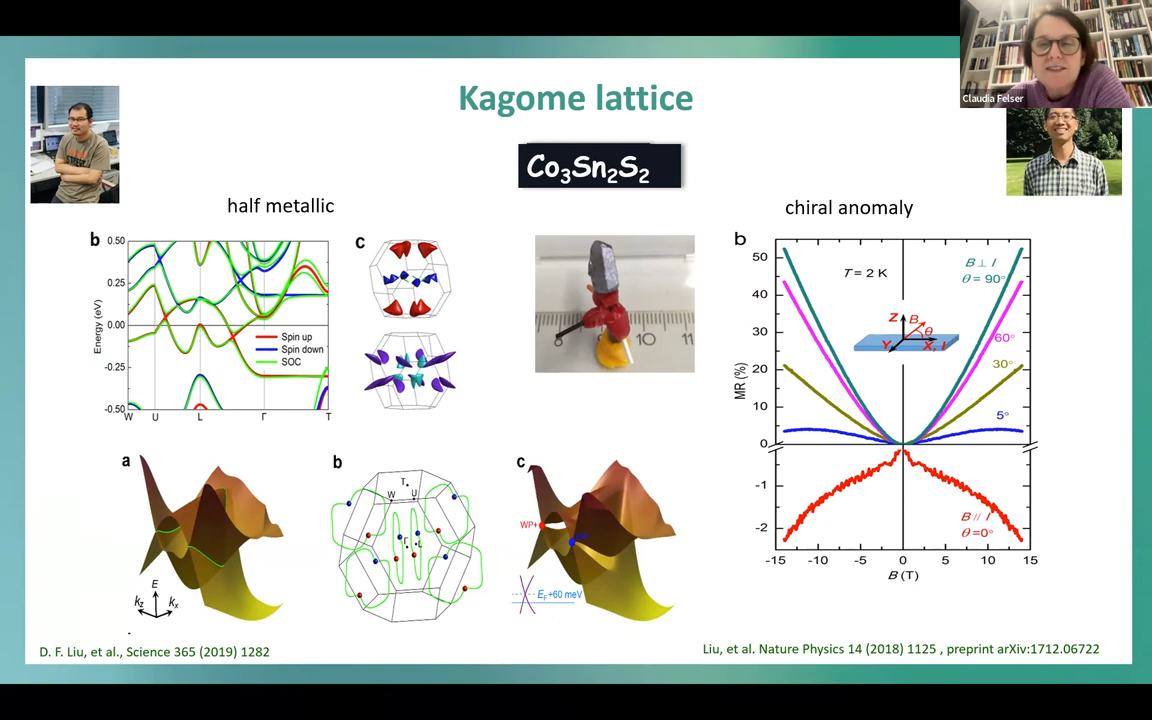 Claudia Felser
Kagome lattice
Co₃Sn₂S₂
half metallic
chiral anomaly
b
0.50
0.25
0.00
-0.25
-0.50
Energy (eV)
Spin up
Spin down
SOC
W U L Γ T
c
8 10 11
b
50
40
30
20
10
0
-1
-2
MR (%)
T = 2 K
B ⊥ I
θ = 90°
60°
30°
5°
Z B θ
Y X, I
B // I
θ =0°
-15 -10 -5 0 5 10 15
B (T)
a
E
kz kx
b
T
W U
Γ L
c
WP+
EF+60 meV
D. F. Liu, et al., Science 365 (2019) 1282
Liu, et al. Nature Physics 14 (2018) 1125 , preprint arXiv:1712.06722